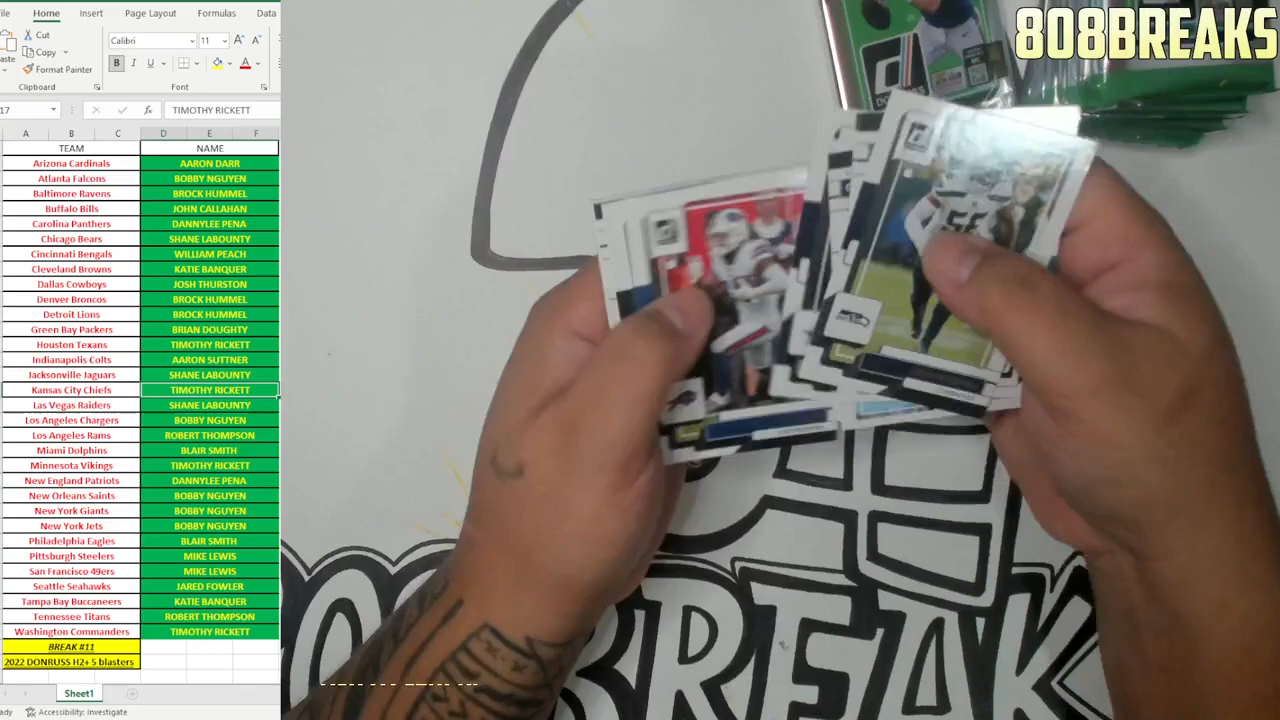 808BREAKS
ile Home Insert Page Layout Formulas Data
Cut
Copy
Format Painter
Calibri 11
B I U A
Clipboard Font
17 fx TIMOTHY RICKETT
A B C D E F
TEAM NAME
Arizona Cardinals AARON DARR
Atlanta Falcons BOBBY NGUYEN
Baltimore Ravens BROCK HUMMEL
Buffalo Bills JOHN CALLAHAN
Carolina Panthers DANNYLEE PENA
Chicago Bears SHANE LABOUNTY
Cincinnati Bengals WILLIAM PEACH
Cleveland Browns KATIE BANQUER
Dallas Cowboys JOSH THURSTON
Denver Broncos BROCK HUMMEL
Detroit Lions BROCK HUMMEL
Green Bay Packers BRIAN DOUGHTY
Houston Texans TIMOTHY RICKETT
Indianapolis Colts AARON SUTTNER
Jacksonville Jaguars SHANE LABOUNTY
Kansas City Chiefs TIMOTHY RICKETT
Las Vegas Raiders SHANE LABOUNTY
Los Angeles Chargers BOBBY NGUYEN
Los Angeles Rams ROBERT THOMPSON
Miami Dolphins BLAIR SMITH
Minnesota Vikings TIMOTHY RICKETT
New England Patriots DANNYLEE PENA
New Orleans Saints BOBBY NGUYEN
New York Giants BOBBY NGUYEN
New York Jets BOBBY NGUYEN
Philadelphia Eagles BLAIR SMITH
Pittsburgh Steelers MIKE LEWIS
San Francisco 49ers MIKE LEWIS
Seattle Seahawks JARED FOWLER
Tampa Bay Buccaneers KATIE BANQUER
Tennessee Titans ROBERT THOMPSON
Washington Commanders TIMOTHY RICKETT
BREAK #11
2022 DONRUSS H2+ 5 blasters
Sheet1
Accessibility: Investigate
BREAK